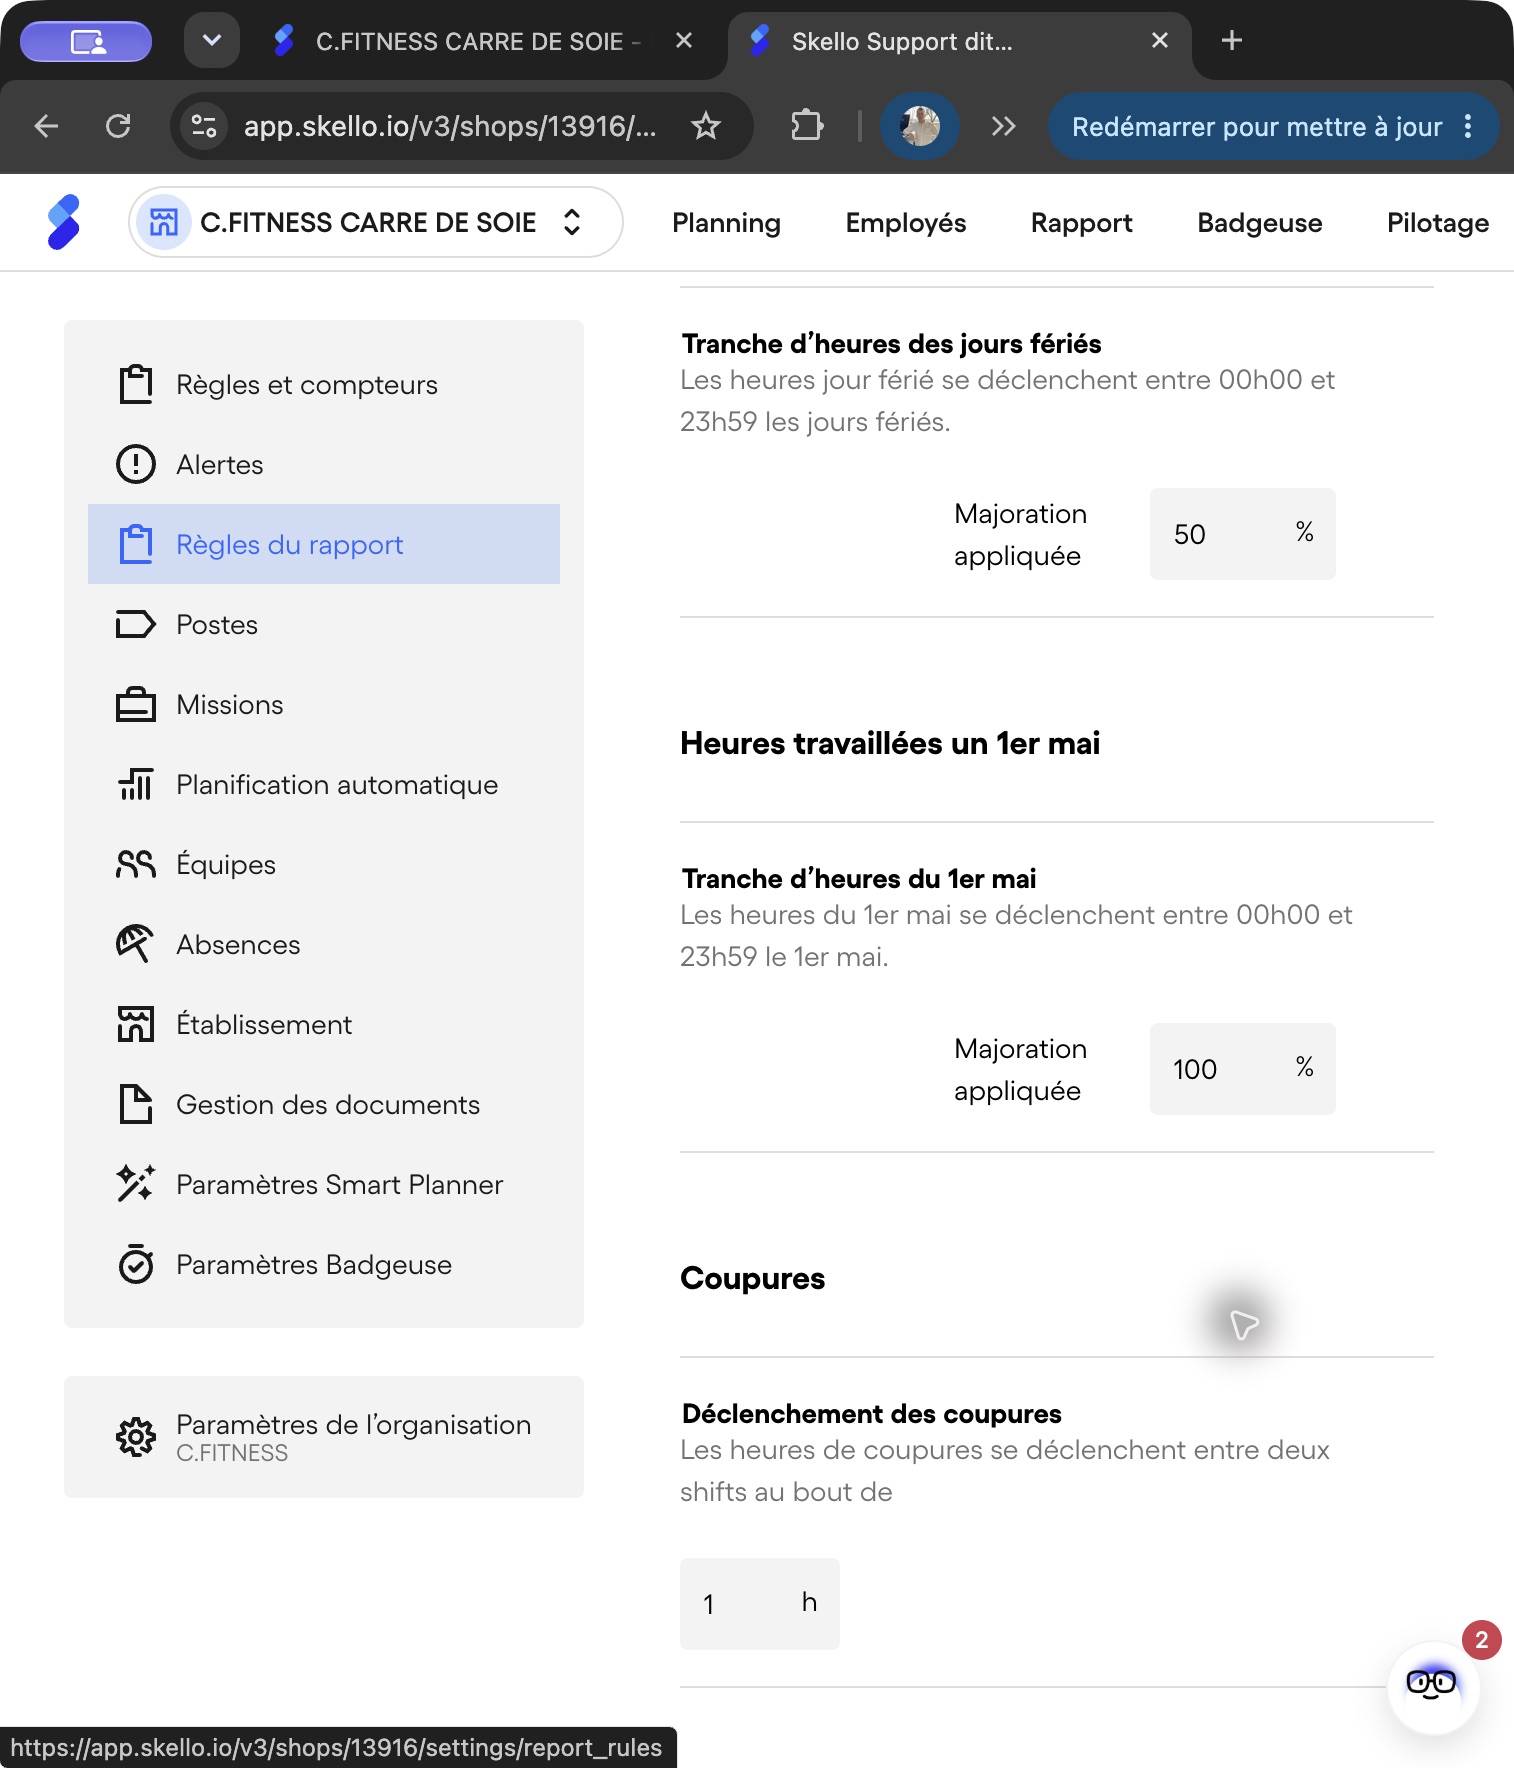 C.FITNESS CARRE DE SOIE -
Skello Support dit...
app.skello.io/v3/shops/13916/...
Redémarrer pour mettre à jour
C.FITNESS CARRE DE SOIE
Planning
Employés
Rapport
Badgeuse
Pilotage
Règles et compteurs
Alertes
Règles du rapport
Postes
Missions
Planification automatique
Équipes
Absences
Établissement
Gestion des documents
Paramètres Smart Planner
Paramètres Badgeuse
Paramètres de l’organisation
C.FITNESS
Tranche d’heures des jours fériés
Les heures jour férié se déclenchent entre 00h00 et
23h59 les jours fériés.
Majoration
appliquée
50 %
Heures travaillées un 1er mai
Tranche d’heures du 1er mai
Les heures du 1er mai se déclenchent entre 00h00 et
23h59 le 1er mai.
Majoration
appliquée
100 %
Coupures
Déclenchement des coupures
Les heures de coupures se déclenchent entre deux
shifts au bout de
1 h
2
https://app.skello.io/v3/shops/13916/settings/report_rules